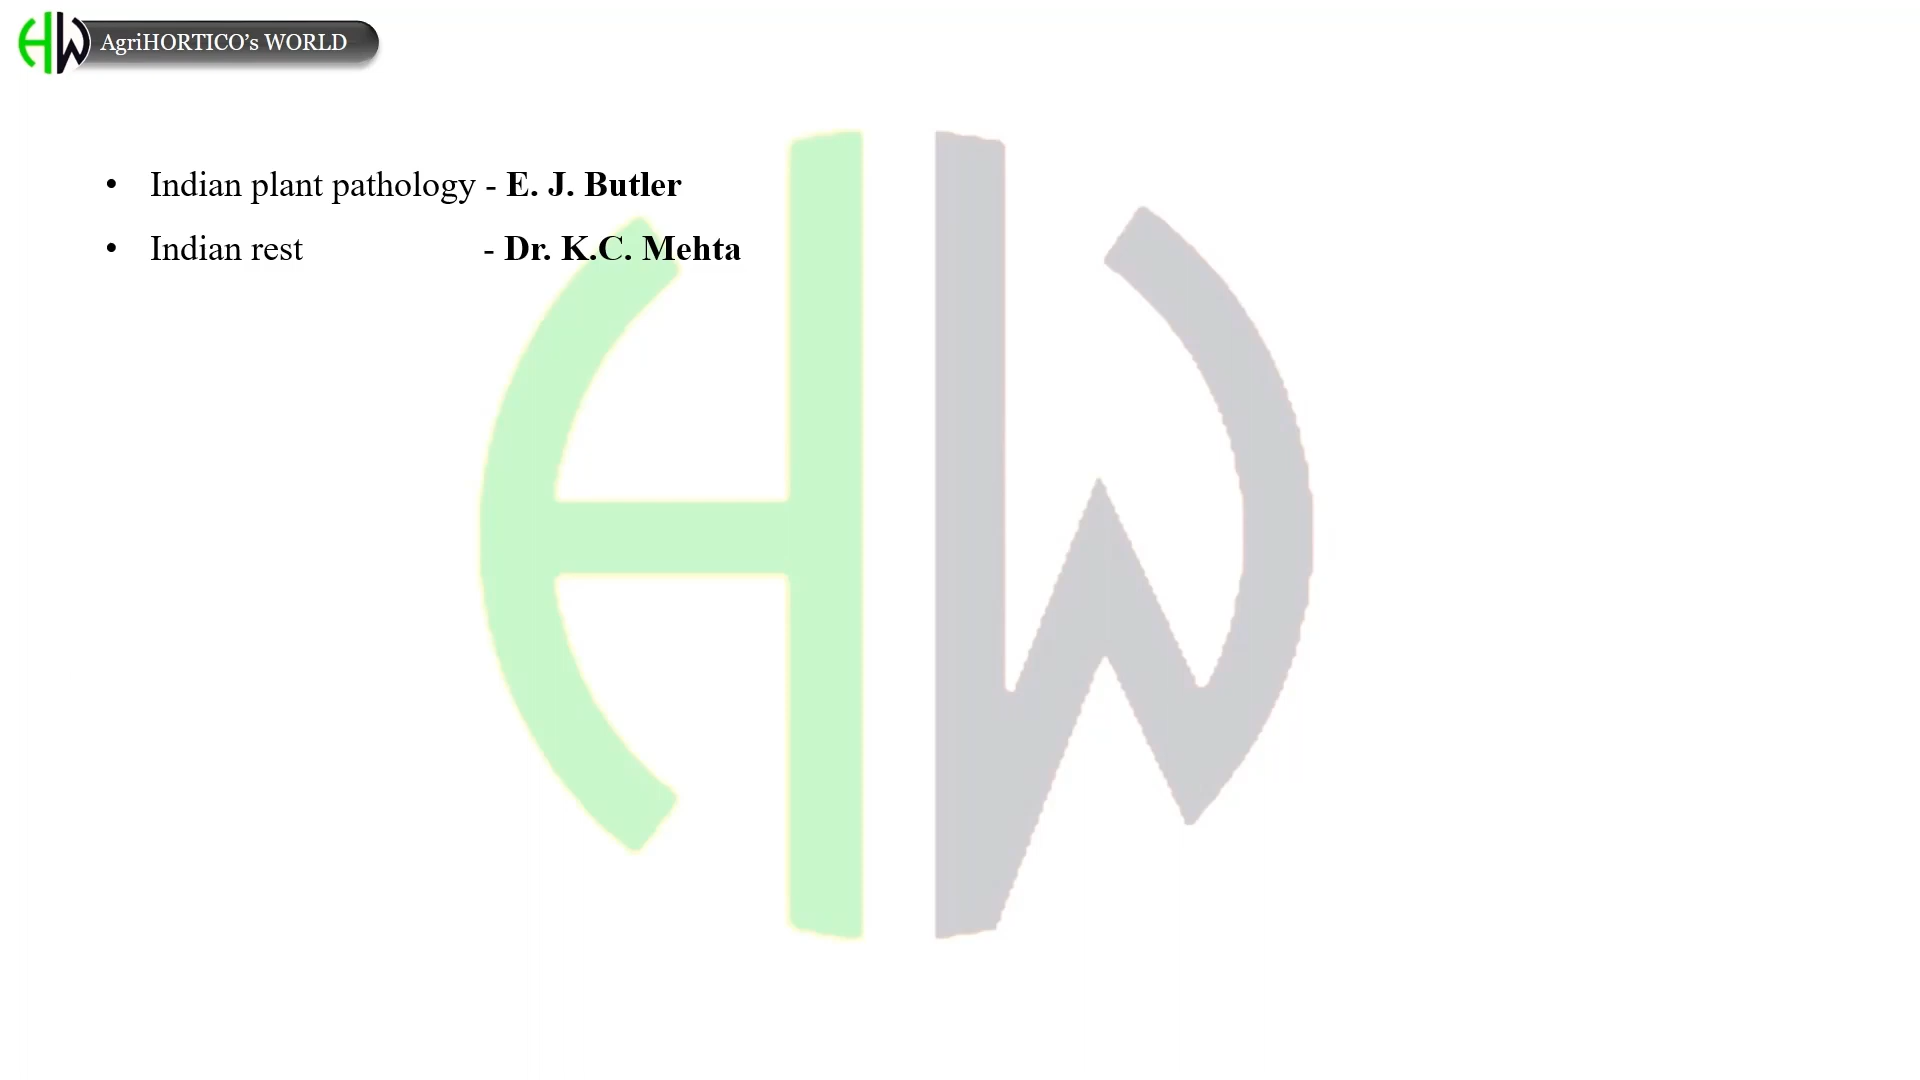 AgriHORTICO’s WORLD
• Indian plant pathology - E. J. Butler
• Indian rest - Dr. K.C. Mehta